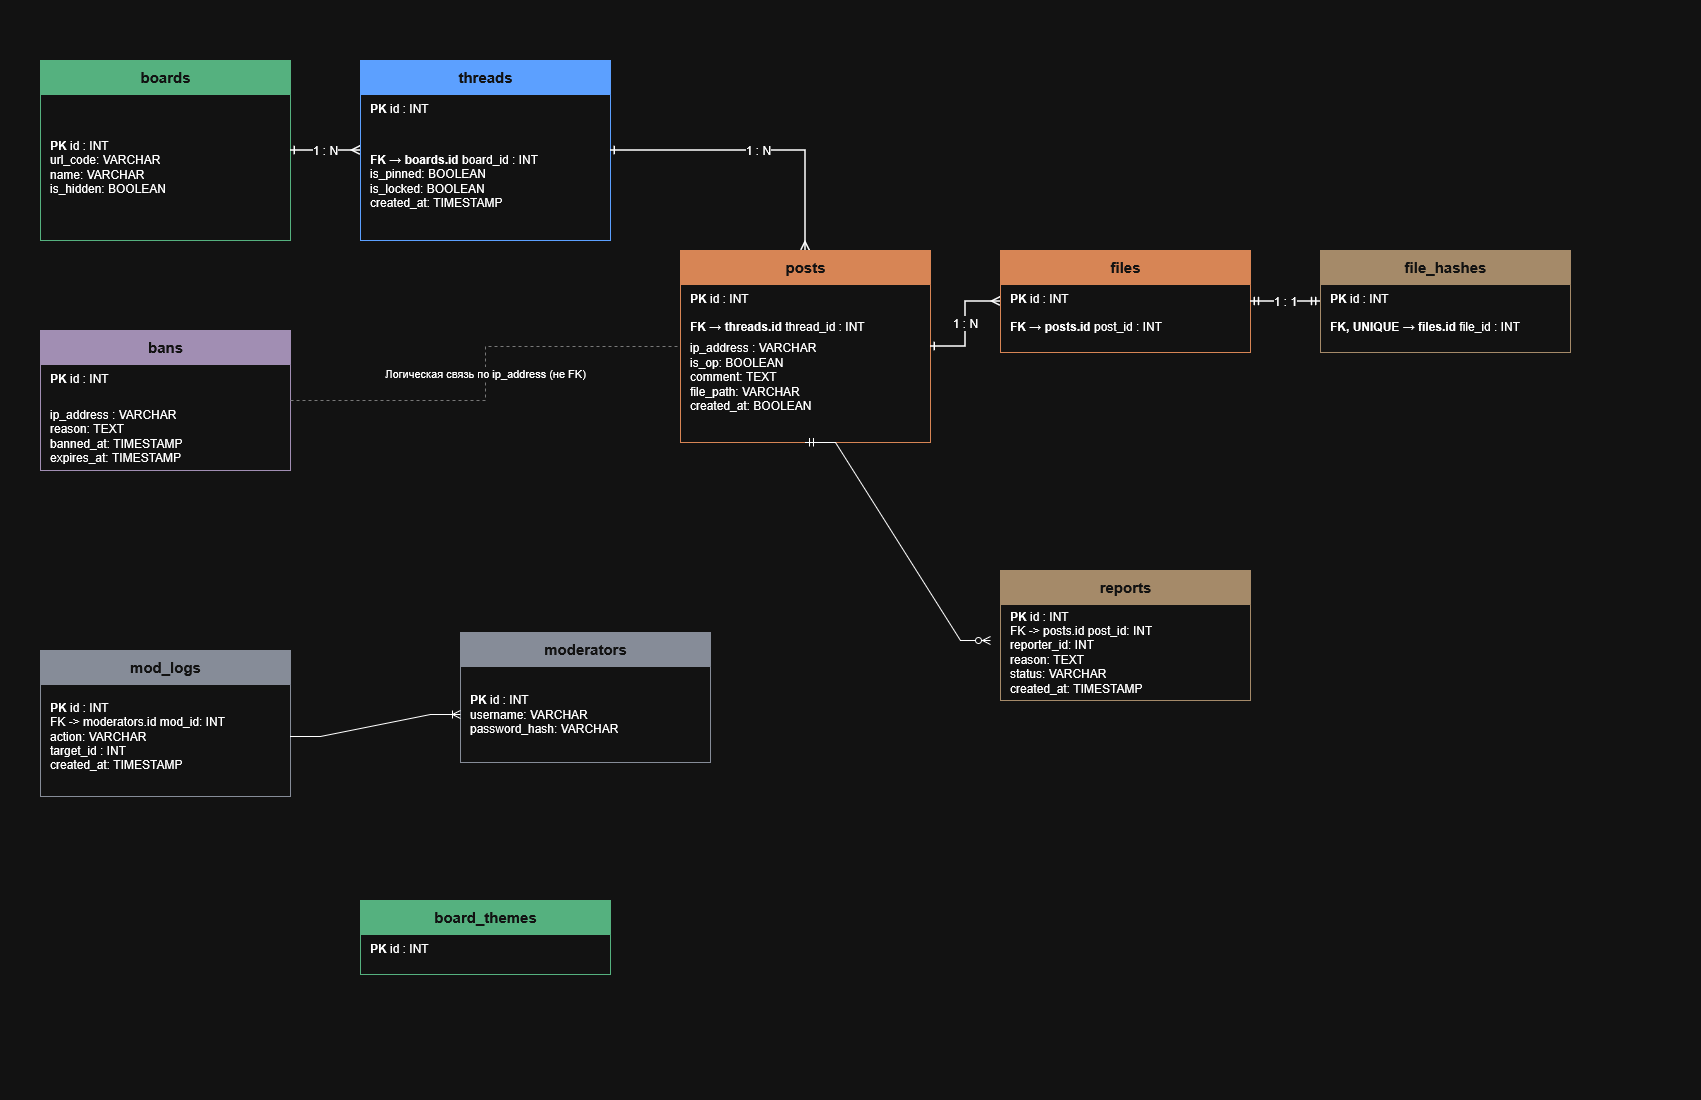 boards
PK id : INT
url_code: VARCHAR
name: VARCHAR
is_hidden: BOOLEAN
1 : N
threads
PK id : INT
FK → boards.id board_id : INT
is_pinned: BOOLEAN
is_locked: BOOLEAN
created_at: TIMESTAMP
1 : N
posts
PK id : INT
FK → threads.id thread_id : INT
ip_address : VARCHAR
is_op: BOOLEAN
comment: TEXT
file_path: VARCHAR
created_at: BOOLEAN
1 : N
files
PK id : INT
FK → posts.id post_id : INT
1 : 1
file_hashes
PK id : INT
FK, UNIQUE → files.id file_id : INT
bans
PK id : INT
ip_address : VARCHAR
reason: TEXT
banned_at: TIMESTAMP
expires_at: TIMESTAMP
Логическая связь по ip_address (не FK)
reports
PK id : INT
FK -> posts.id post_id: INT
reporter_id: INT
reason: TEXT
status: VARCHAR
created_at: TIMESTAMP
mod_logs
PK id : INT
FK -> moderators.id mod_id: INT
action: VARCHAR
target_id : INT
created_at: TIMESTAMP
moderators
PK id : INT
username: VARCHAR
password_hash: VARCHAR
board_themes
PK id : INT